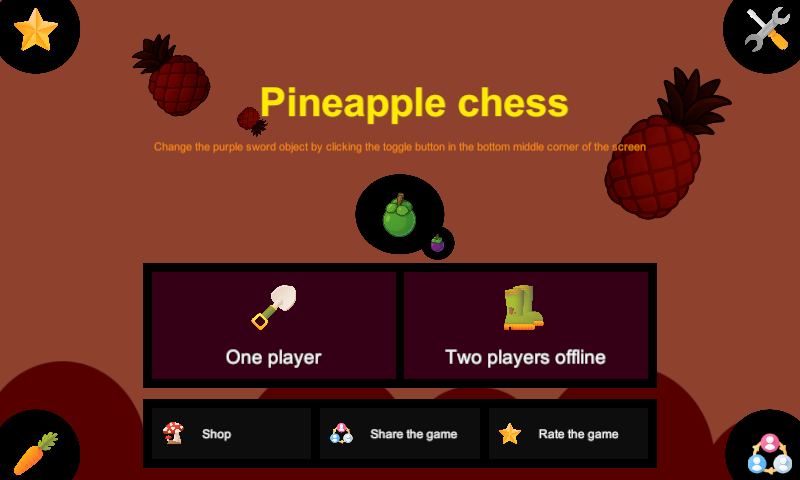 Pineapple chess
Change the purple sword object by clicking the toggle button in the bottom middle corner of the screen
One player
Two players offline
Shop
Share the game
Rate the game